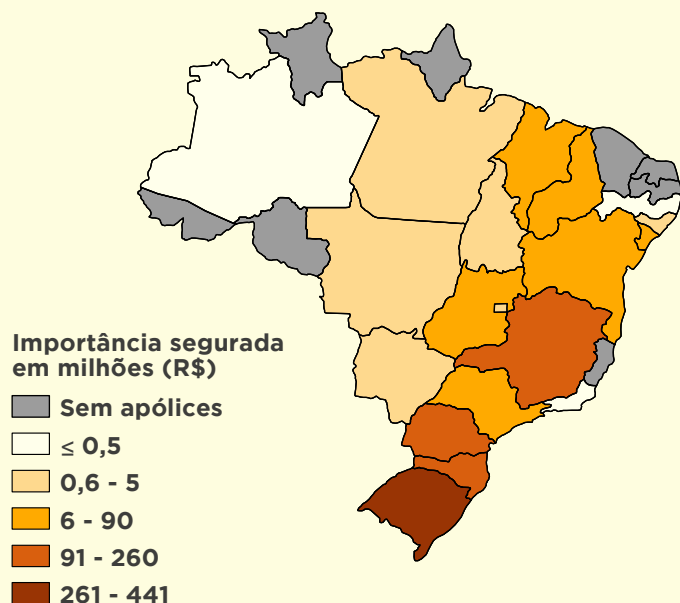 Importância segurada
em milhões (R$)
Sem apólices
≤ 0,5
0,6 - 5
6 - 90
91 - 260
261 - 441